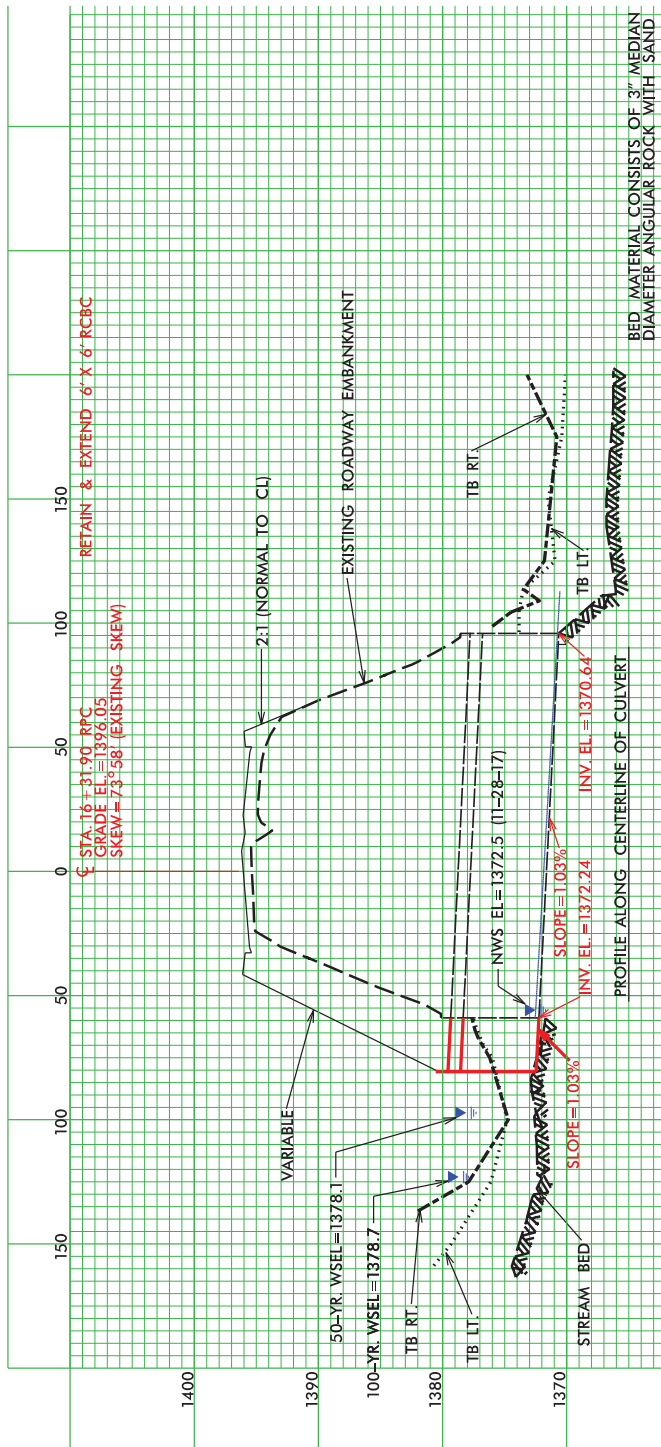 ℄ STA. 16+31.90 RPC
GRADE EL.=1396.05
SKEW=73°58' (EXISTING SKEW)
RETAIN & EXTEND 6' X 6' RCBC
150
100
50
0
50
100
150
1400
1390
1380
1370
VARIABLE
2:1 (NORMAL TO CL)
EXISTING ROADWAY EMBANKMENT
50-YR. WSEL=1378.1
100-YR. WSEL=1378.7
TB RT.
TB LT.
NWS EL=1372.5 (11-28-17)
TB RT.
TB LT.
STREAM BED
SLOPE=1.03%
SLOPE=1.03%
INV. EL.=1372.24
INV. EL.=1370.64
PROFILE ALONG CENTERLINE OF CULVERT
BED MATERIAL CONSISTS OF 3" MEDIAN
DIAMETER ANGULAR ROCK WITH SAND